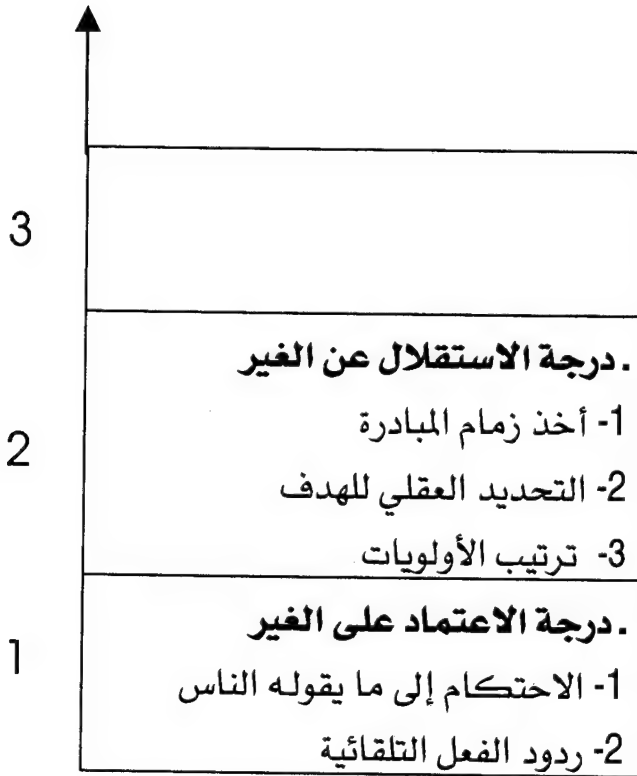 3
.درجة الاستقلال عن الغير
1- أخذ زمام المبادرة
2
2- التحديد العقلي للهدف
3- ترتيب الأولويات
.درجة الاعتماد على الغير
1
1- الاحتكام إلى ما يقوله الناس
2- ردود الفعل التلقائية